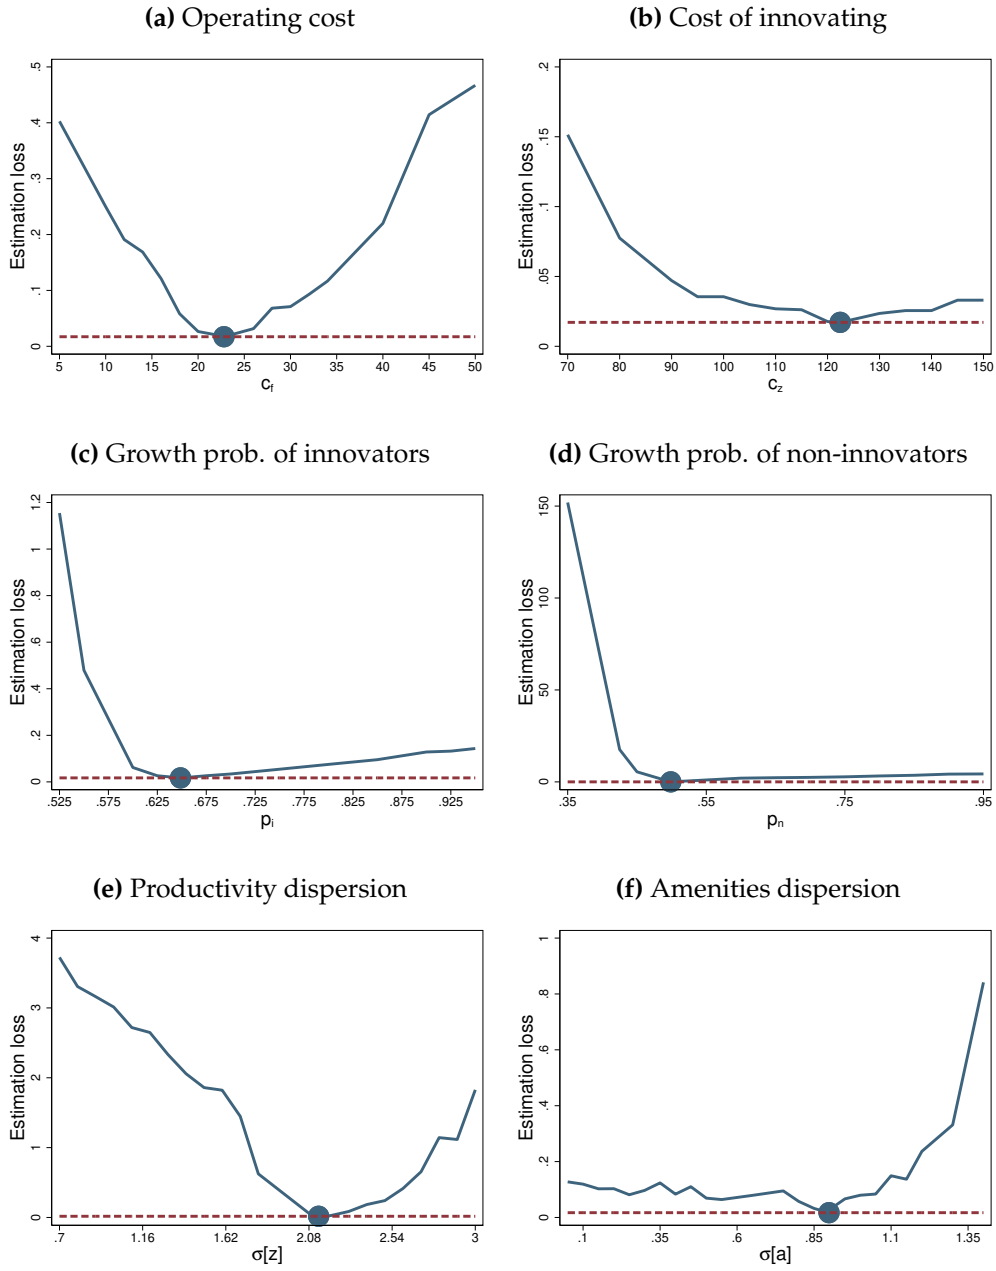 (a) Operating cost
Estimation loss
0 .1 .2 .3 .4 .5
5 10 15 20 25 30 35 40 45 50
cf
(b) Cost of innovating
Estimation loss
0 .05 .1 .15 .2
70 80 90 100 110 120 130 140 150
cz
(c) Growth prob. of innovators
Estimation loss
0 .2 .4 .6 .8 1 1.2
.525 .575 .625 .675 .725 .775 .825 .875 .925
pi
(d) Growth prob. of non-innovators
Estimation loss
0 50 100 150
.35 .55 .75 .95
pn
(e) Productivity dispersion
Estimation loss
0 1 2 3 4
.7 1.16 1.62 2.08 2.54 3
σ[z]
(f) Amenities dispersion
Estimation loss
0 .2 .4 .6 .8 1
.1 .35 .6 .85 1.1 1.35
σ[a]